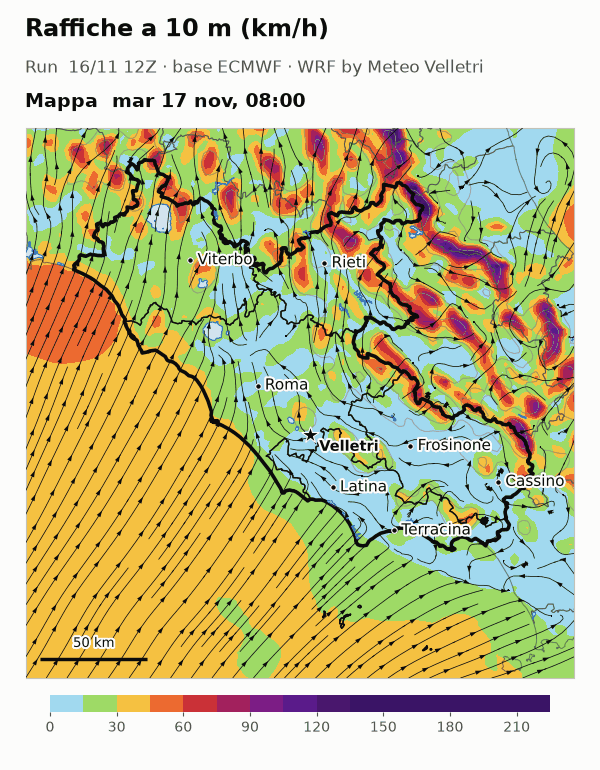 Raffiche a 10 m (km/h)
Run  16/11 12Z · base ECMWF · WRF by Meteo Velletri
Mappa  mar 17 nov, 08:00
Viterbo
Rieti
Roma
Velletri
Frosinone
Cassino
Latina
Terracina
50 km
0 30 60 90 120 150 180 210